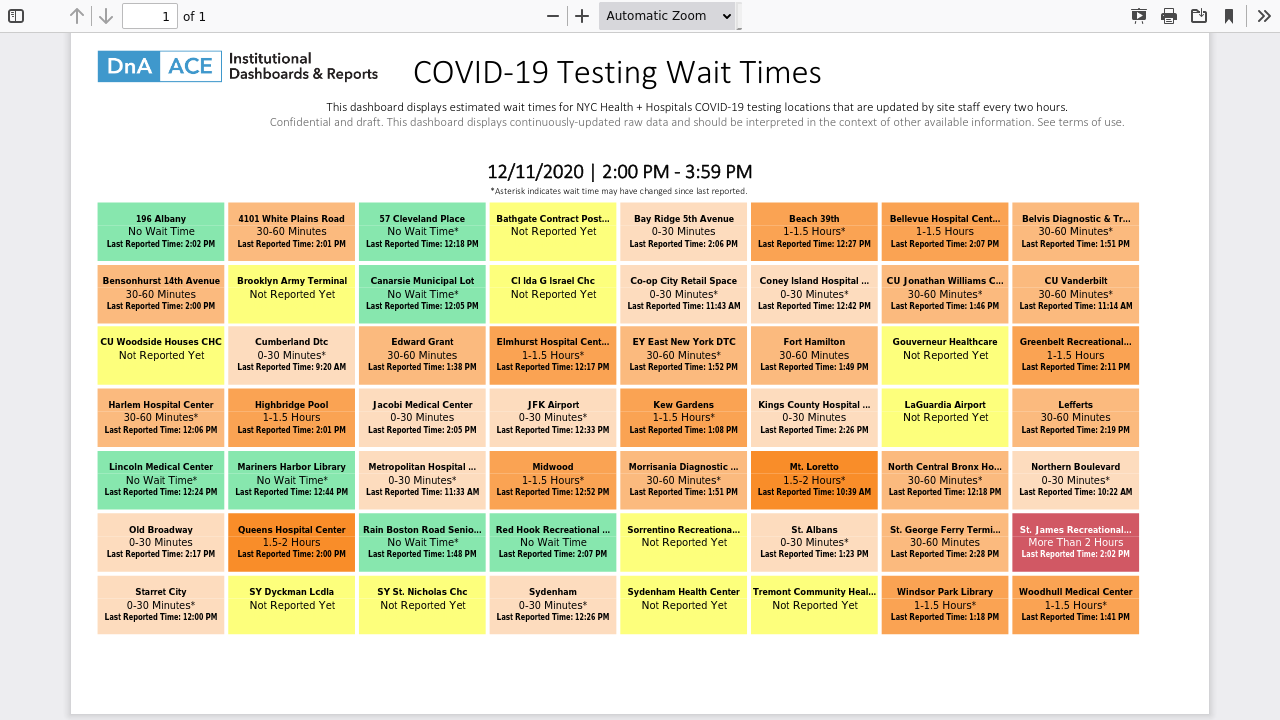 1 of 1 Automatic Zoom
DnA ACE Institutional Dashboards & Reports
COVID-19 Testing Wait Times
This dashboard displays estimated wait times for NYC Health + Hospitals COVID-19 testing locations that are updated by site staff every two hours.
Confidential and draft. This dashboard displays continuously-updated raw data and should be interpreted in the context of other available information. See terms of use.
12/11/2020 | 2:00 PM - 3:59 PM
*Asterisk indicates wait time may have changed since last reported.
196 Albany
No Wait Time
Last Reported Time: 2:02 PM
4101 White Plains Road
30-60 Minutes
Last Reported Time: 2:01 PM
57 Cleveland Place
No Wait Time*
Last Reported Time: 12:18 PM
Bathgate Contract Post...
Not Reported Yet
Bay Ridge 5th Avenue
0-30 Minutes
Last Reported Time: 2:06 PM
Beach 39th
1-1.5 Hours*
Last Reported Time: 12:27 PM
Bellevue Hospital Cent...
1-1.5 Hours
Last Reported Time: 2:07 PM
Belvis Diagnostic & Tr...
30-60 Minutes*
Last Reported Time: 1:51 PM
Bensonhurst 14th Avenue
30-60 Minutes
Last Reported Time: 2:00 PM
Brooklyn Army Terminal
Not Reported Yet
Canarsie Municipal Lot
No Wait Time*
Last Reported Time: 12:05 PM
Cl Ida G Israel Chc
Not Reported Yet
Co-op City Retail Space
0-30 Minutes*
Last Reported Time: 11:43 AM
Coney Island Hospital ...
0-30 Minutes*
Last Reported Time: 12:42 PM
CU Jonathan Williams C...
30-60 Minutes*
Last Reported Time: 1:46 PM
CU Vanderbilt
30-60 Minutes*
Last Reported Time: 11:14 AM
CU Woodside Houses CHC
Not Reported Yet
Cumberland Dtc
0-30 Minutes*
Last Reported Time: 9:20 AM
Edward Grant
30-60 Minutes
Last Reported Time: 1:38 PM
Elmhurst Hospital Cent...
1-1.5 Hours*
Last Reported Time: 12:17 PM
EY East New York DTC
30-60 Minutes*
Last Reported Time: 1:52 PM
Fort Hamilton
30-60 Minutes
Last Reported Time: 1:49 PM
Gouverneur Healthcare
Not Reported Yet
Greenbelt Recreational...
1-1.5 Hours
Last Reported Time: 2:11 PM
Harlem Hospital Center
30-60 Minutes*
Last Reported Time: 12:06 PM
Highbridge Pool
1-1.5 Hours
Last Reported Time: 2:01 PM
Jacobi Medical Center
0-30 Minutes
Last Reported Time: 2:05 PM
JFK Airport
0-30 Minutes*
Last Reported Time: 12:33 PM
Kew Gardens
1-1.5 Hours*
Last Reported Time: 1:08 PM
Kings County Hospital ...
0-30 Minutes
Last Reported Time: 2:26 PM
LaGuardia Airport
Not Reported Yet
Lefferts
30-60 Minutes
Last Reported Time: 2:19 PM
Lincoln Medical Center
No Wait Time*
Last Reported Time: 12:24 PM
Mariners Harbor Library
No Wait Time*
Last Reported Time: 12:44 PM
Metropolitan Hospital ...
0-30 Minutes*
Last Reported Time: 11:33 AM
Midwood
1-1.5 Hours*
Last Reported Time: 12:52 PM
Morrisania Diagnostic ...
30-60 Minutes*
Last Reported Time: 1:51 PM
Mt. Loretto
1.5-2 Hours*
Last Reported Time: 10:39 AM
North Central Bronx Ho...
30-60 Minutes*
Last Reported Time: 12:18 PM
Northern Boulevard
0-30 Minutes*
Last Reported Time: 10:22 AM
Old Broadway
0-30 Minutes
Last Reported Time: 2:17 PM
Queens Hospital Center
1.5-2 Hours
Last Reported Time: 2:00 PM
Rain Boston Road Senio...
No Wait Time*
Last Reported Time: 1:48 PM
Red Hook Recreational ...
No Wait Time
Last Reported Time: 2:07 PM
Sorrentino Recreationa...
Not Reported Yet
St. Albans
0-30 Minutes*
Last Reported Time: 1:23 PM
St. George Ferry Termi...
30-60 Minutes
Last Reported Time: 2:28 PM
St. James Recreational...
More Than 2 Hours
Last Reported Time: 2:02 PM
Starret City
0-30 Minutes*
Last Reported Time: 12:00 PM
SY Dyckman Lcdla
Not Reported Yet
SY St. Nicholas Chc
Not Reported Yet
Sydenham
0-30 Minutes*
Last Reported Time: 12:26 PM
Sydenham Health Center
Not Reported Yet
Tremont Community Heal...
Not Reported Yet
Windsor Park Library
1-1.5 Hours*
Last Reported Time: 1:18 PM
Woodhull Medical Center
1-1.5 Hours*
Last Reported Time: 1:41 PM